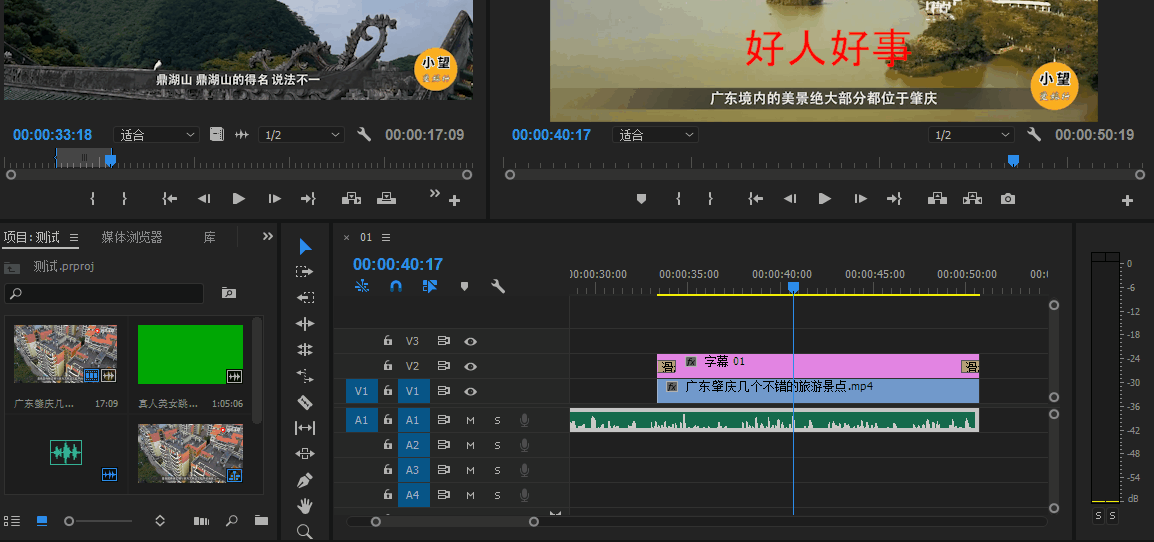 鼎湖山 鼎湖山的得名 说法不一
小望
好人好事
广东境内的美景绝大部分都位于肇庆
小望
00:00:33:18
适合
1/2
00:00:17:09
00:00:40:17
适合
1/2
00:00:50:19
项目: 测试
媒体浏览器
库
测试.prproj
广东肇庆几...
17:09
真人美女跳...
1:05:06
× 01
00:00:40:17
00:00:30:00
00:00:35:00
00:00:40:00
00:00:45:00
00:00:50:00
00:0
V3
V2
fx 字幕 01
V1
V1
fx 广东肇庆几个不错的旅游景点.mp4
A1
A1
M
S
A2
M
S
A3
M
S
A4
M
S
0
-6
-12
-18
-24
-30
-36
-42
-48
-54
dB
S
S